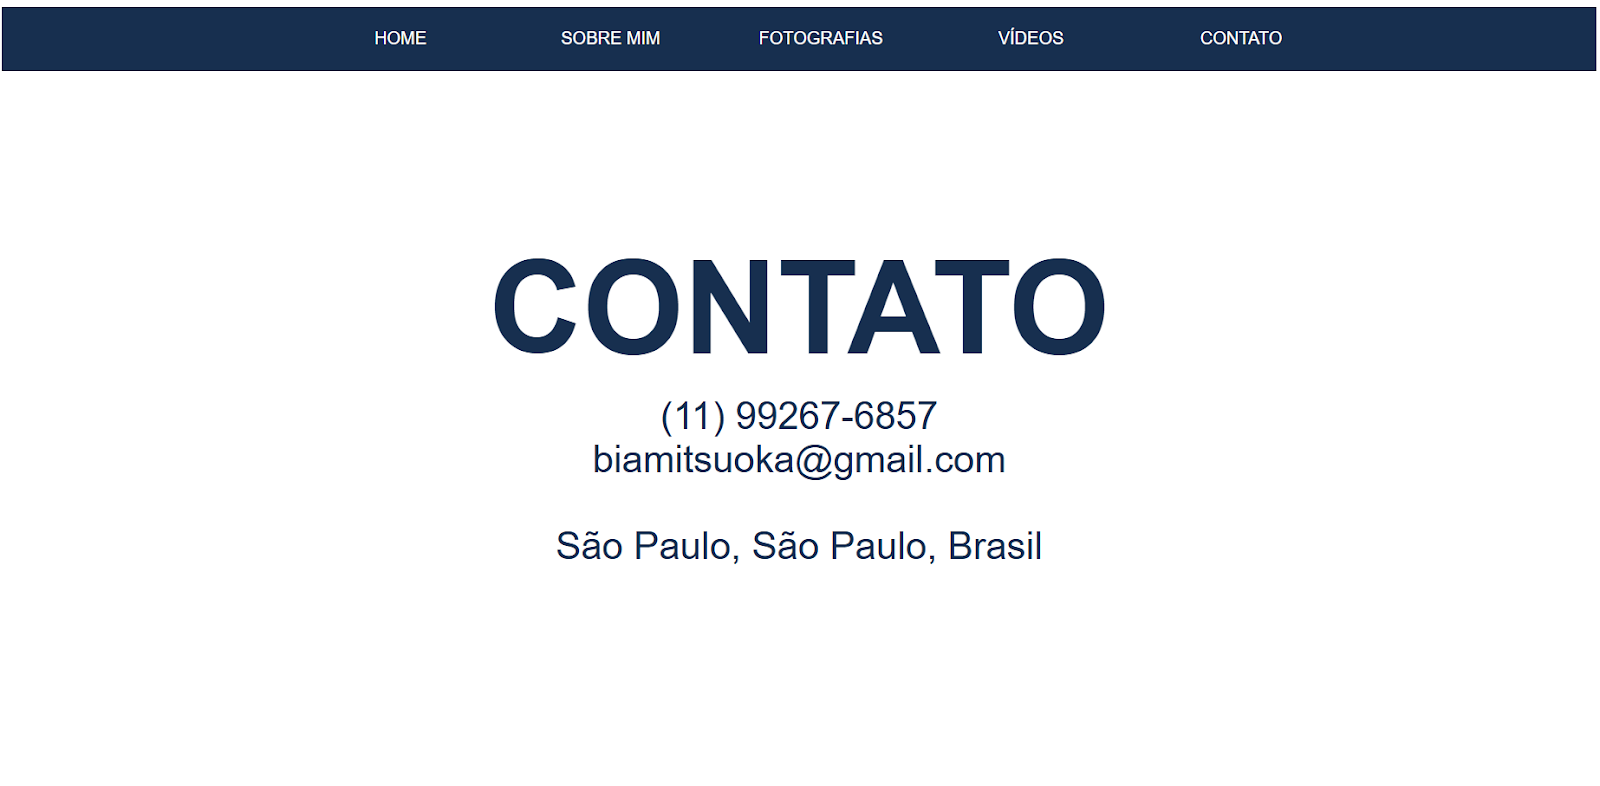 HOME SOBRE MIM FOTOGRAFIAS VÍDEOS CONTATO
CONTATO
(11) 99267-6857
biamitsuoka@gmail.com
São Paulo, São Paulo, Brasil